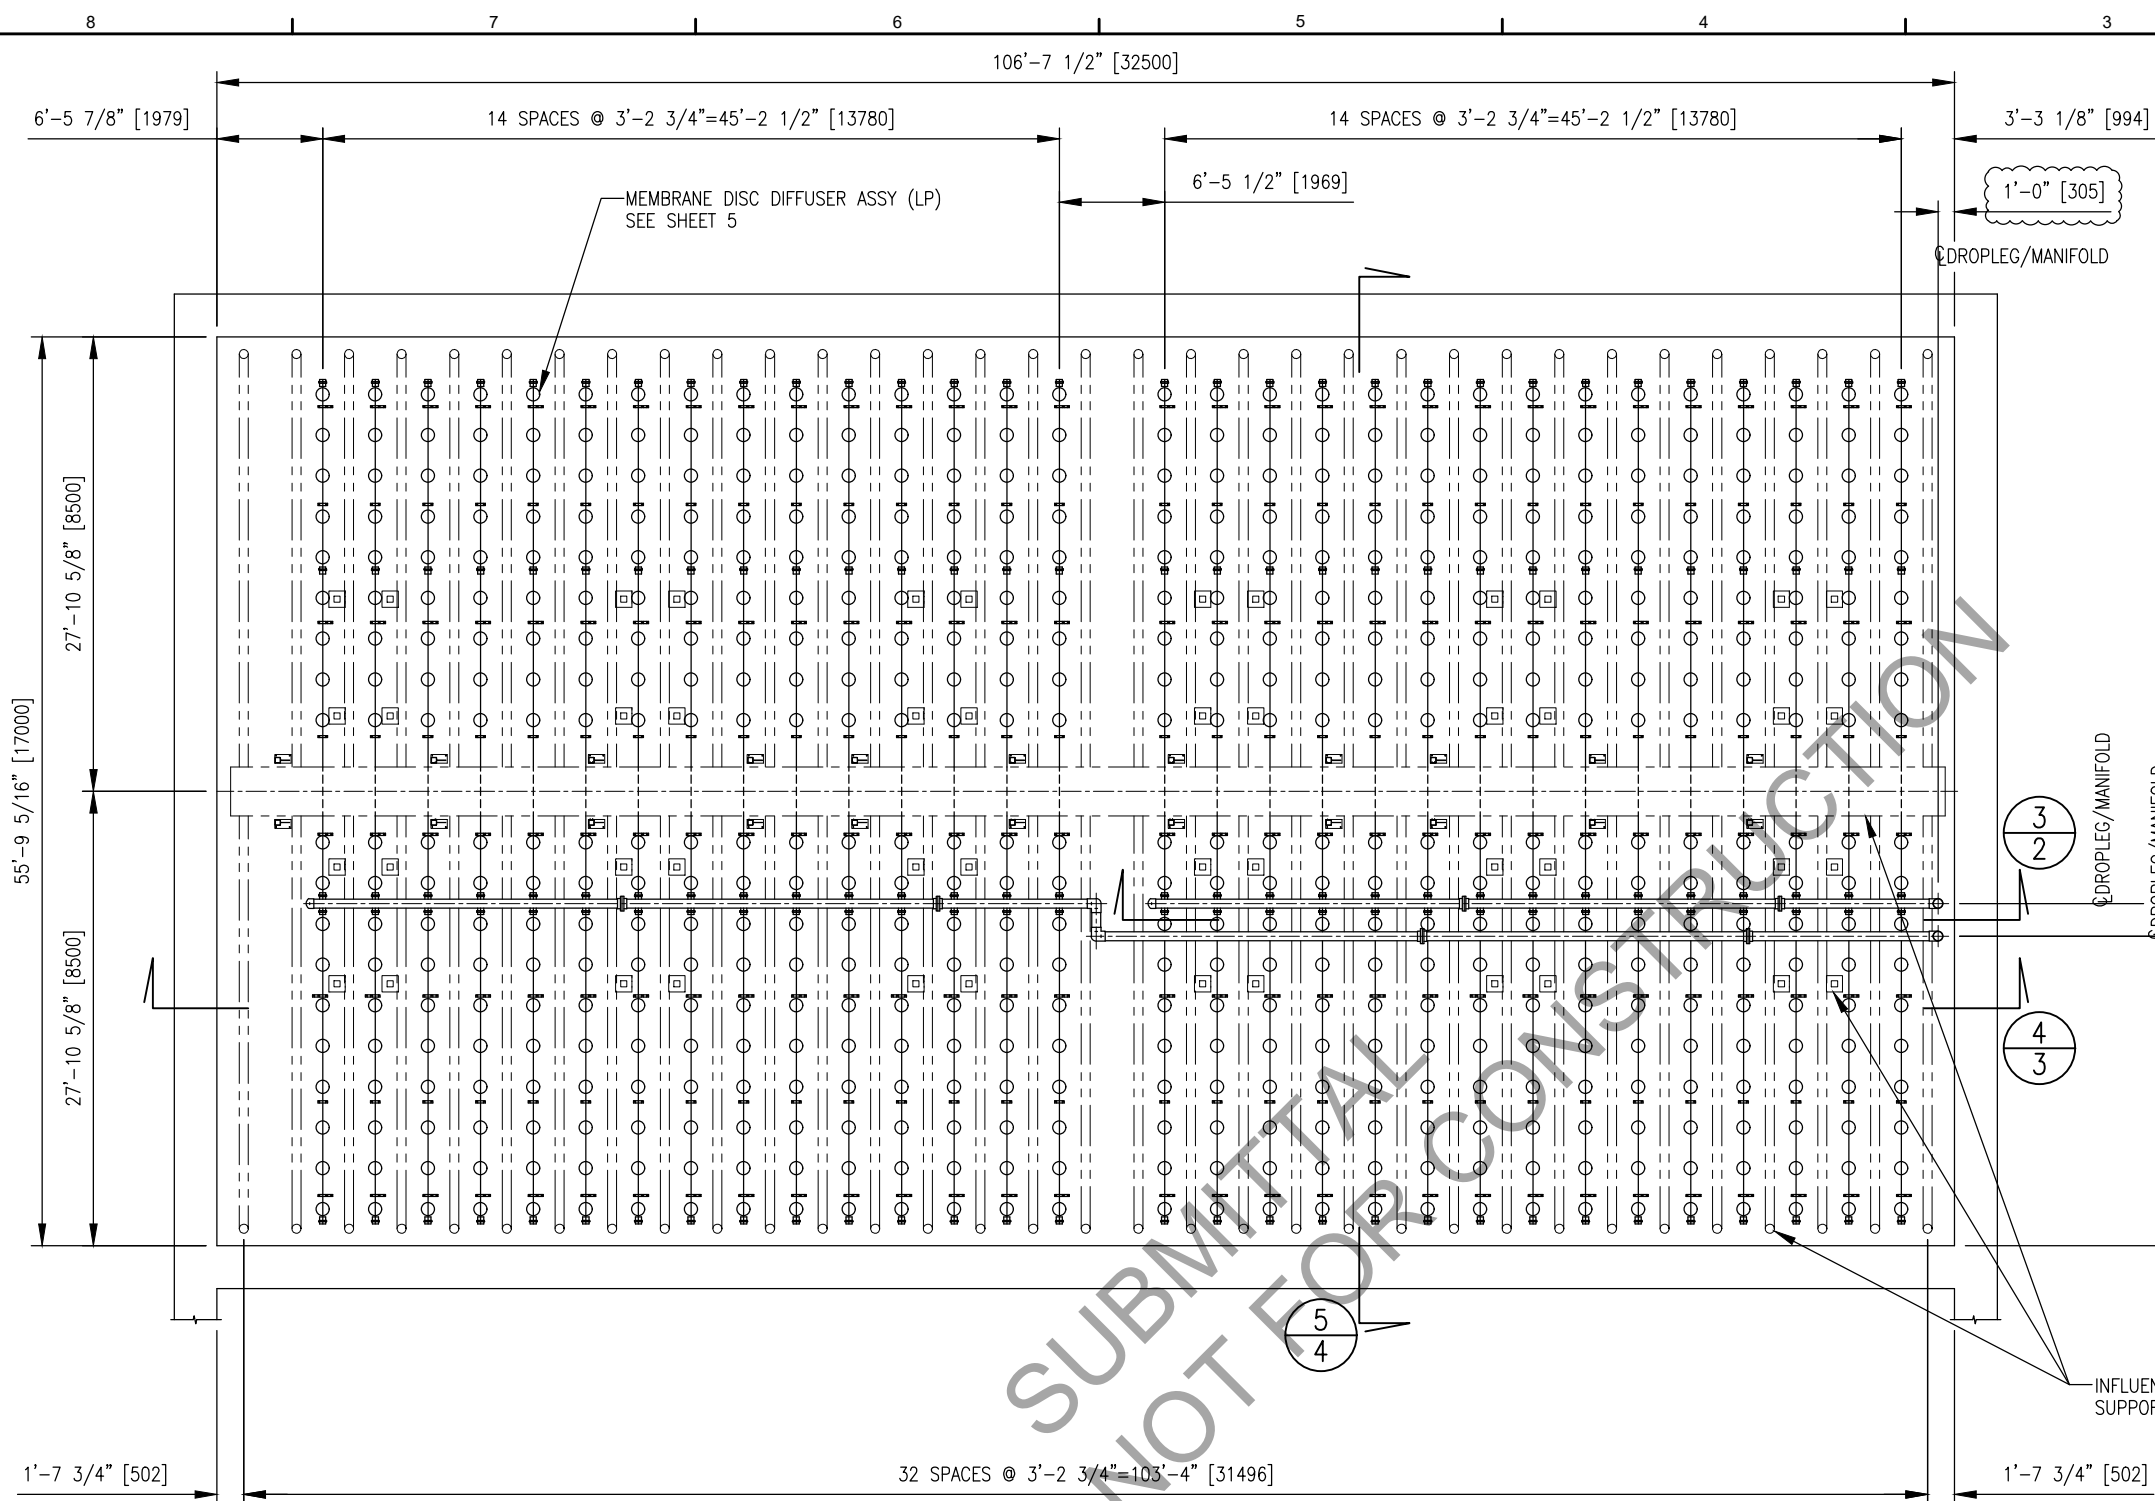 8
7
6
5
4
3
106'-7 1/2" [32500]
6'-5 7/8" [1979]
14 SPACES @ 3'-2 3/4"=45'-2 1/2" [13780]
14 SPACES @ 3'-2 3/4"=45'-2 1/2" [13780]
3'-3 1/8" [994]
6'-5 1/2" [1969]
1'-0" [305]
MEMBRANE DISC DIFFUSER ASSY (LP)
SEE SHEET 5
℄DROPLEG/MANIFOLD
55'-9 5/16" [17000]
27'-10 5/8" [8500]
27'-10 5/8" [8500]
℄DROPLEG/MANIFOLD
3
2
4
3
5
4
SUBMITTAL
NOT FOR CONSTRUCTION
1'-7 3/4" [502]
32 SPACES @ 3'-2 3/4"=103'-4" [31496]
1'-7 3/4" [502]